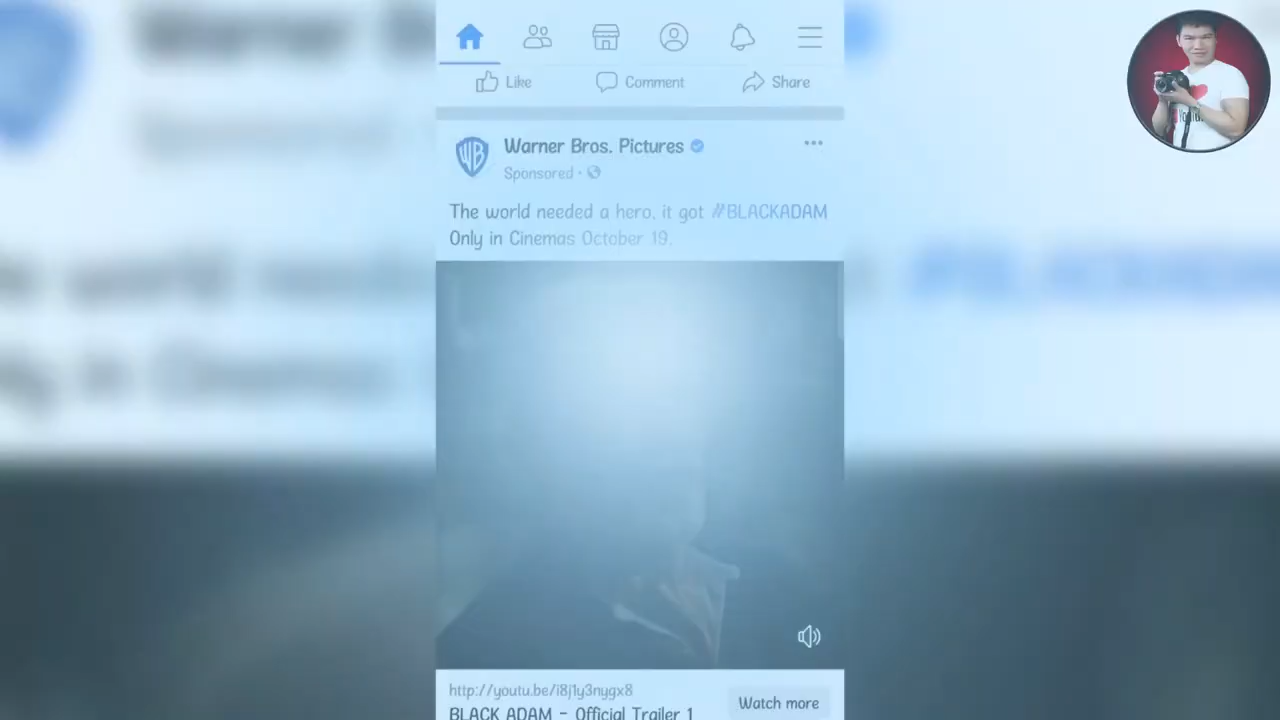 Like Comment Share
WB
Warner Bros. Pictures
Sponsored ·
The world needed a hero, it got #BLACKADAM
Only in Cinemas October 19.
http://youtu.be/i8j1y3nygx8
Watch more
BLACK ADAM - Official Trailer 1